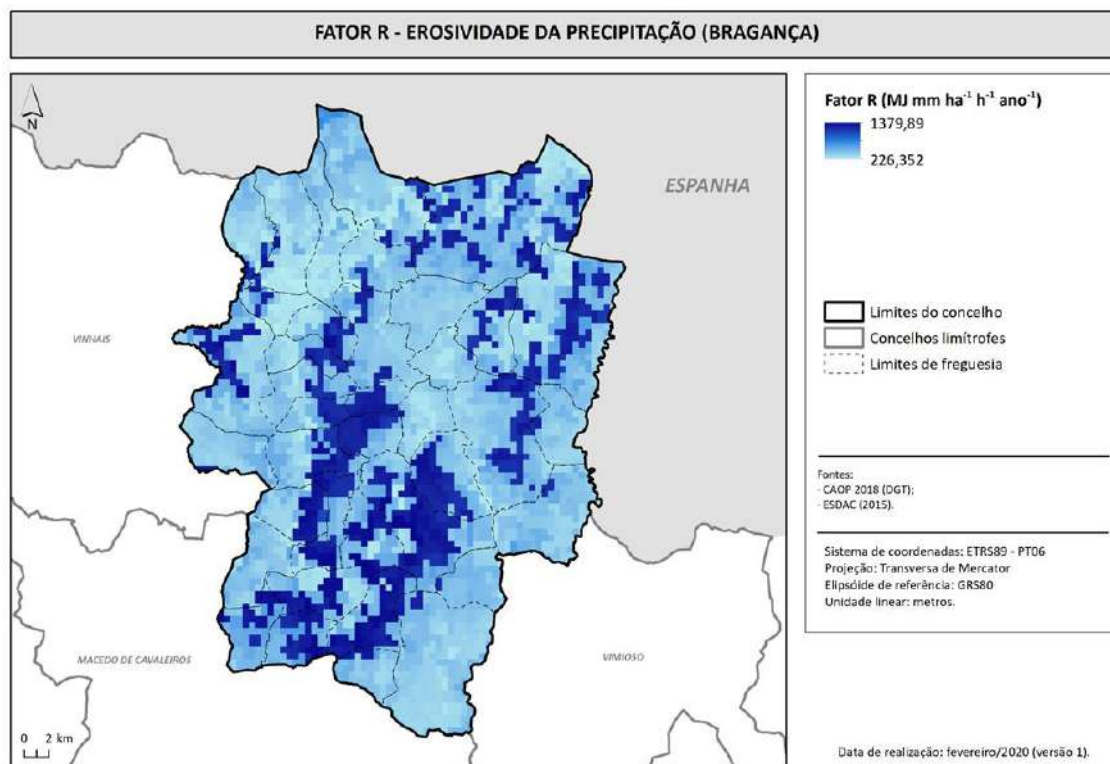 FATOR R - EROSIVIDADE DA PRECIPITAÇÃO (BRAGANÇA)
N
ESPANHA
VINHAIS
MACEDO DE CAVALEIROS
VIMIOSO
0 2 km
Fator R (MJ mm ha⁻¹ h⁻¹ ano⁻¹)
1379,89
226,352
Limites do concelho
Concelhos limítrofes
Limites de freguesia
Fontes:
- CAOP 2018 (DGT);
- ESDAC (2015).
Sistema de coordenadas: ETRS89 - PT06
Projeção: Transversa de Mercator
Elipsóide de referência: GRS80
Unidade linear: metros.
Data de realização: fevereiro/2020 (versão 1).